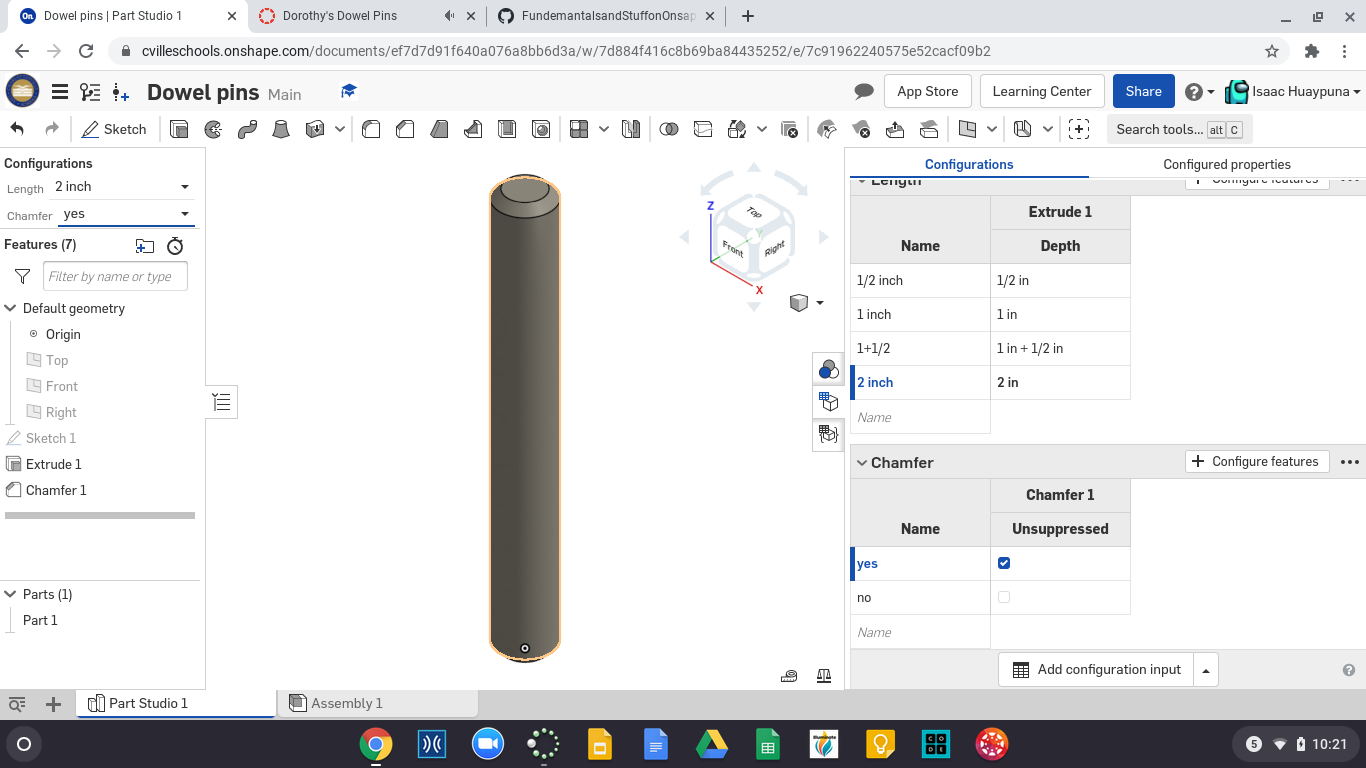 On Dowel pins | Part Studio 1
Dorothy's Dowel Pins
FundemantalsandStuffonOnsap
cvilleschools.onshape.com/documents/ef7d7d91f640a076a8bb6d3a/w/7d884f416c8b69ba84435252/e/7c91962240575e52cacf09b2
Dowel pins Main
App Store
Learning Center
Share
Isaac Huaypuna
Sketch
Search tools... alt C
Configurations
Length 2 inch
Chamfer yes
Features (7)
Filter by name or type
Default geometry
Origin
Top
Front
Right
Sketch 1
Extrude 1
Chamfer 1
Parts (1)
Part 1
Z
Top
Front
Right
Y
X
Configurations
Configured properties
Length
Configure features
Extrude 1
Name
Depth
1/2 inch
1/2 in
1 inch
1 in
1+1/2
1 in + 1/2 in
2 inch
2 in
Name
Chamfer
Configure features
Chamfer 1
Name
Unsuppressed
yes
no
Name
Add configuration input
Part Studio 1
Assembly 1
CODE
5
10:21